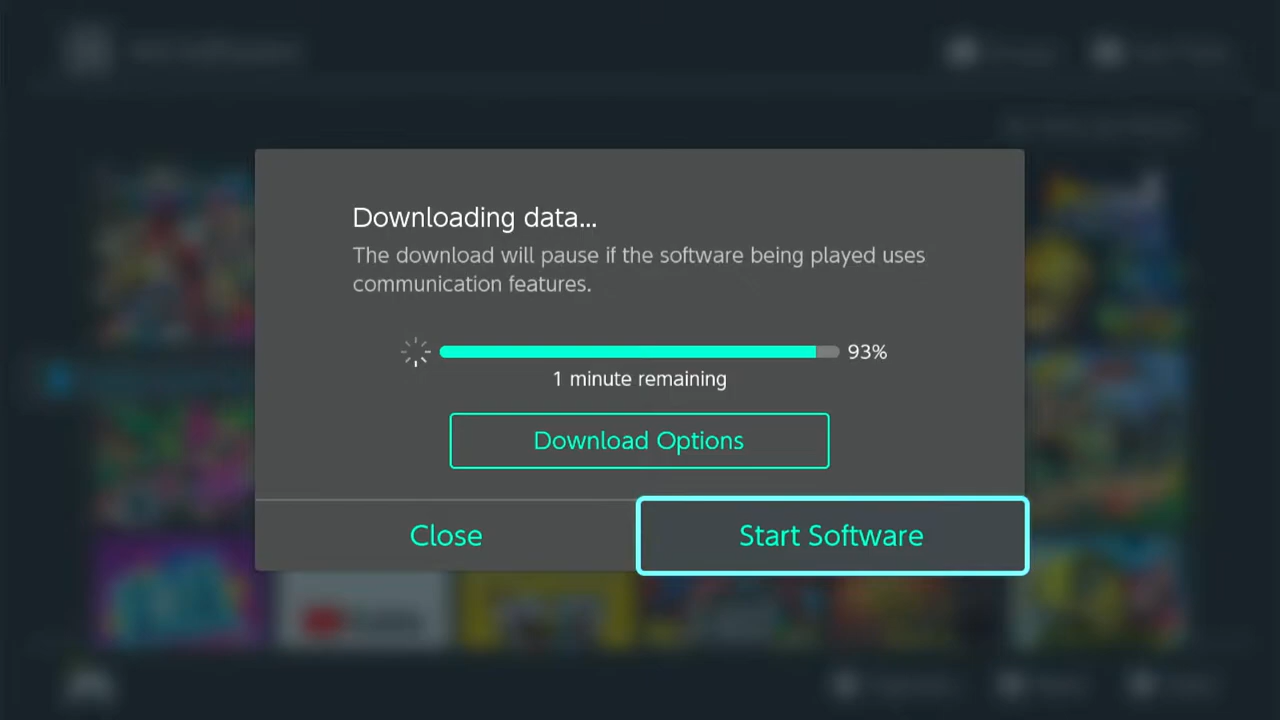 Downloading data...
The download will pause if the software being played uses
communication features.
93%
1 minute remaining
Download Options
Close
Start Software